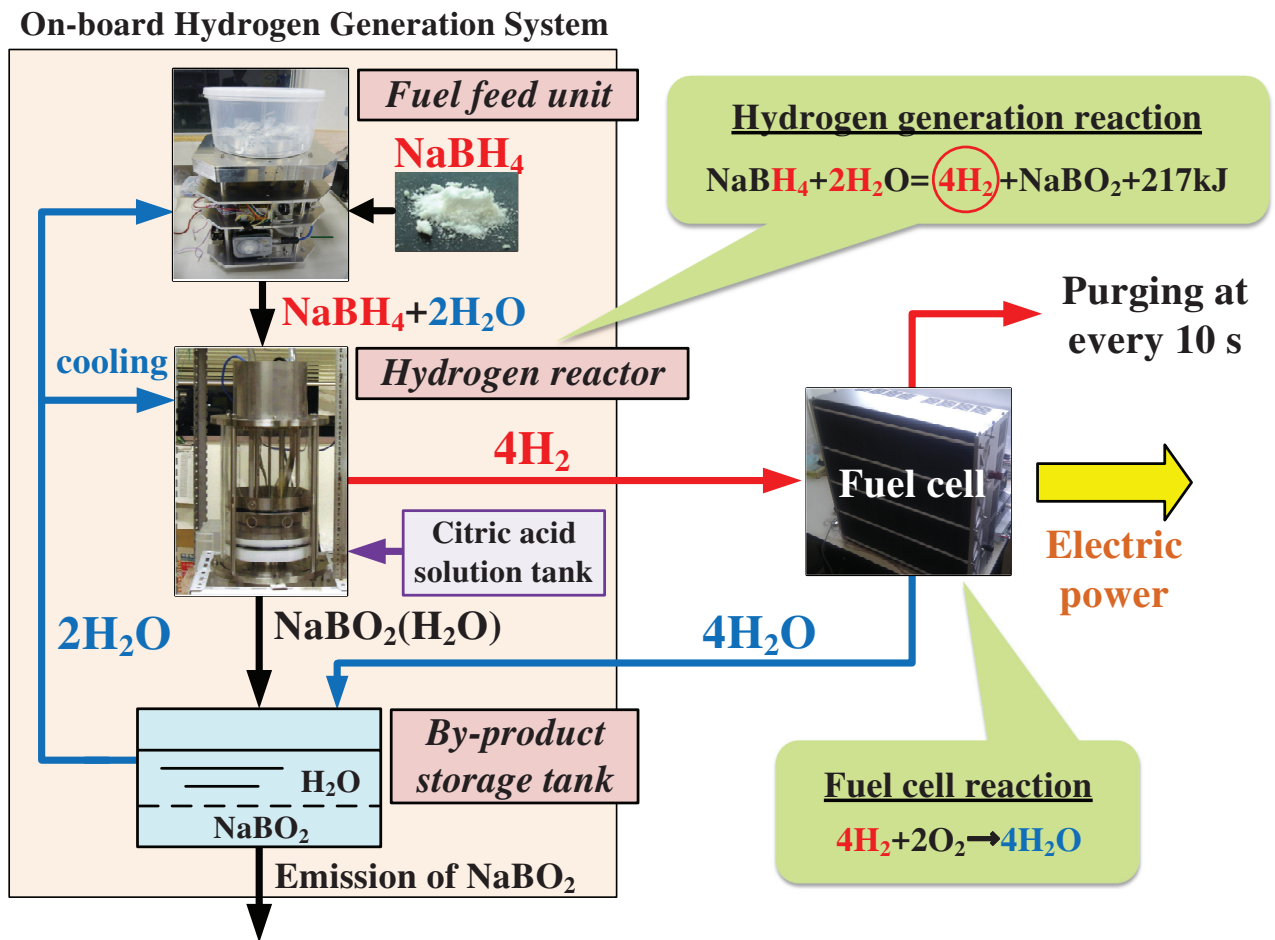 On-board Hydrogen Generation System
Fuel feed unit
NaBH₄
Hydrogen generation reaction
NaBH₄+2H₂O=4H₂+NaBO₂+217kJ
NaBH₄+2H₂O
cooling
Hydrogen reactor
Purging at
every 10 s
4H₂
Fuel cell
Citric acid
solution tank
Electric
power
2H₂O
NaBO₂(H₂O)
4H₂O
By-product
storage tank
H₂O
NaBO₂
Fuel cell reaction
4H₂+2O₂→4H₂O
Emission of NaBO₂